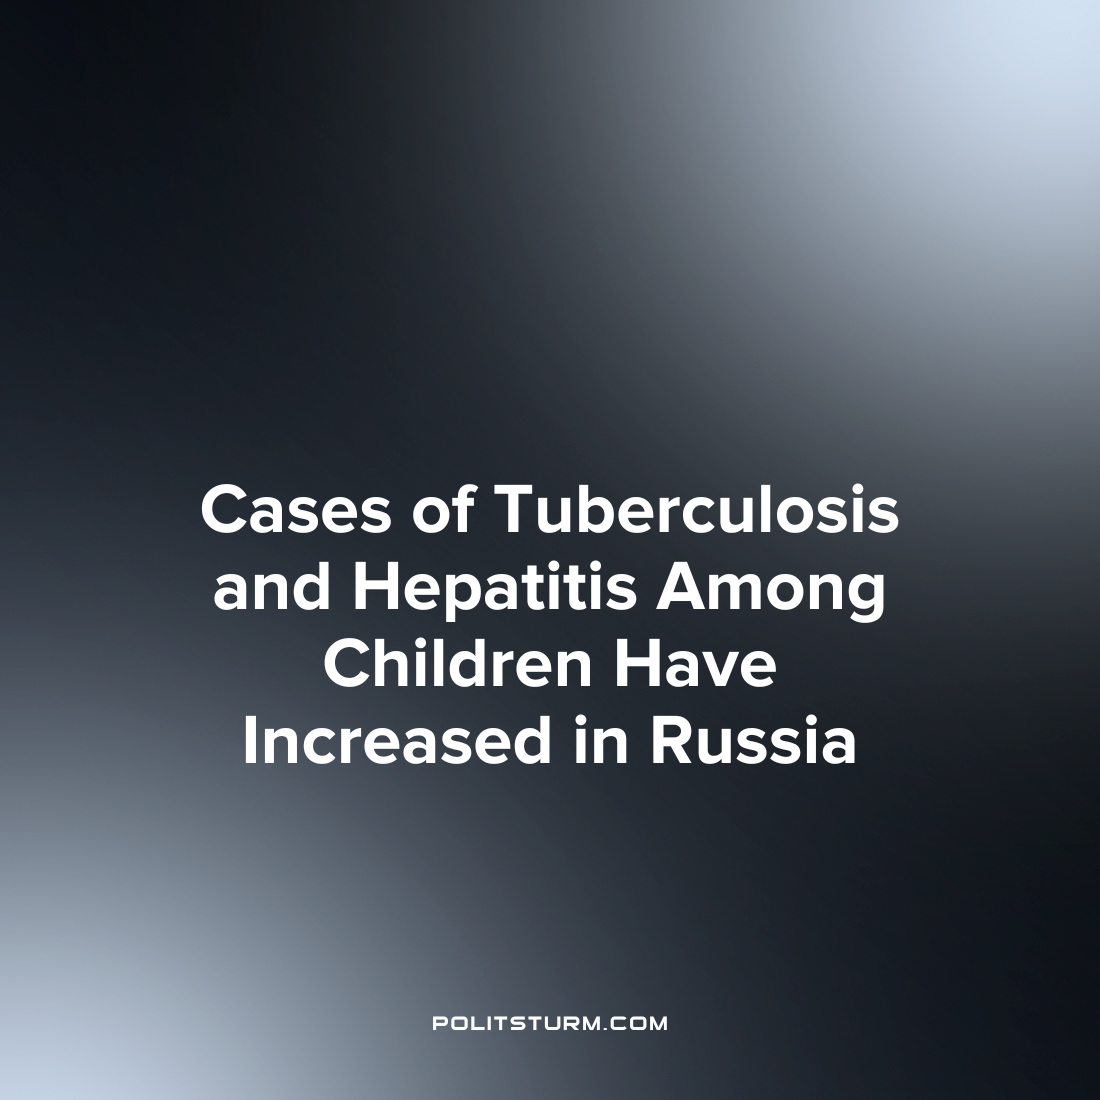 Cases of Tuberculosis
and Hepatitis Among
Children Have
Increased in Russia
POLITSTURM.COM